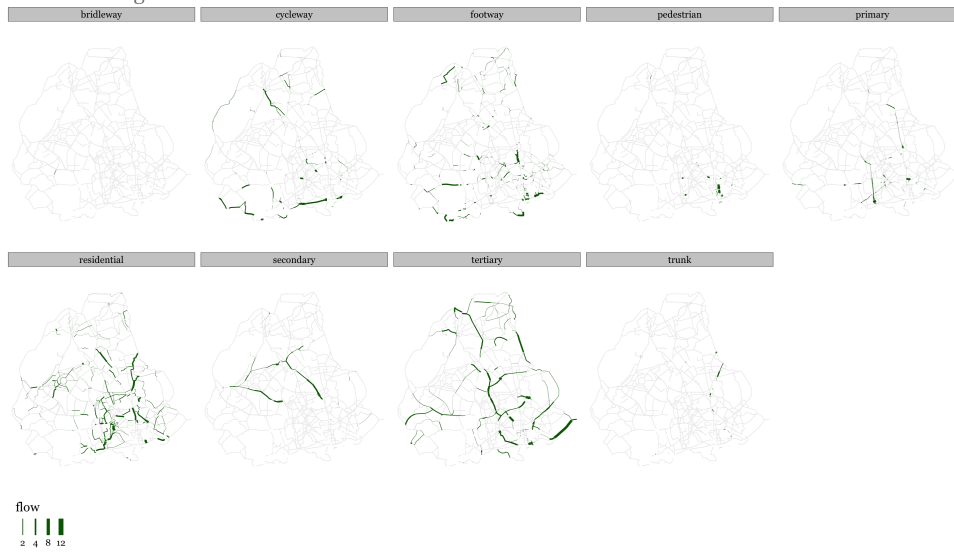 bridleway
cycleway
footway
pedestrian
primary
residential
secondary
tertiary
trunk
flow
2 4 8 12